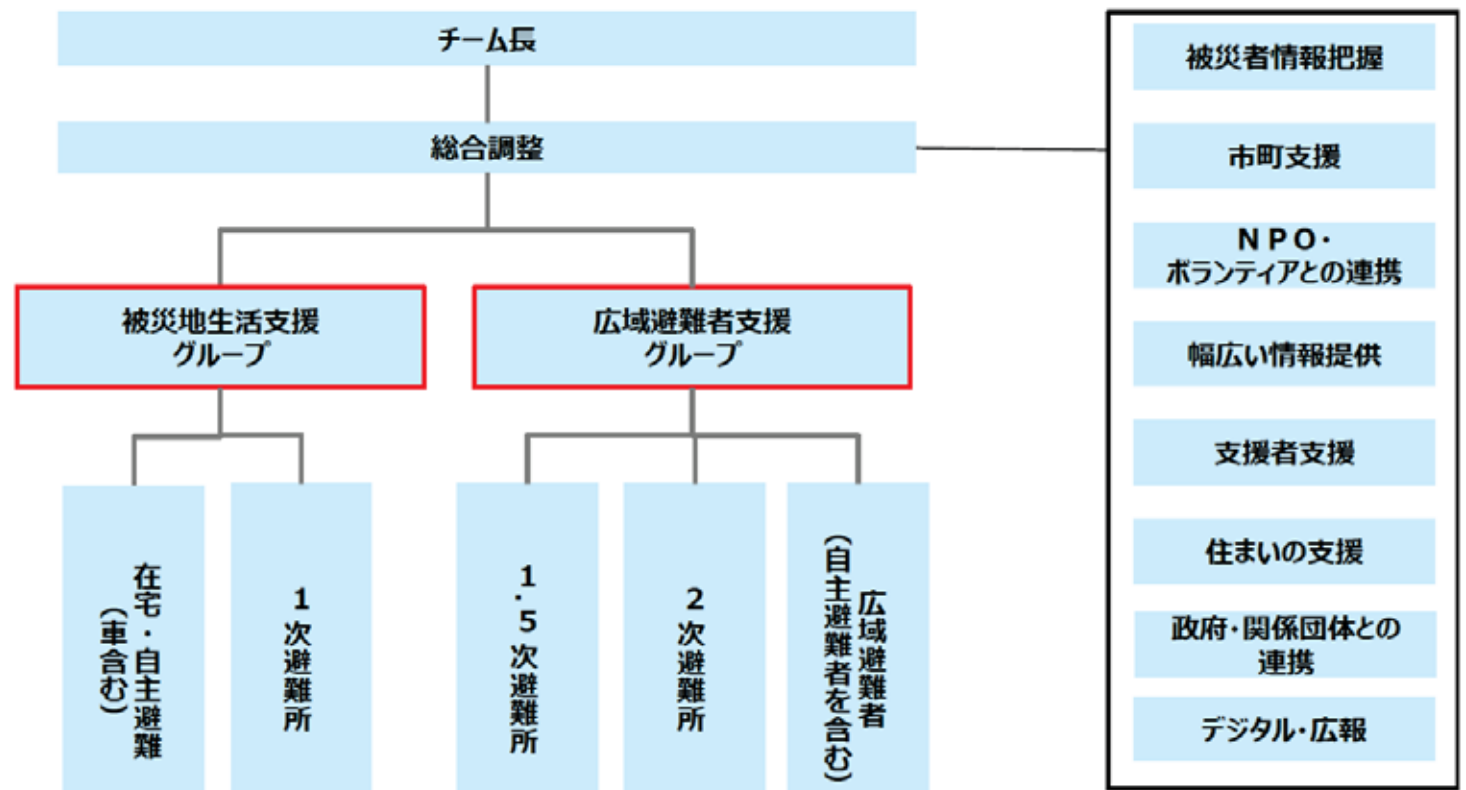 チーム長
総合調整
被災地生活支援
グループ
広域避難者支援
グループ
在宅・自主避難
（車含む）
１次避難所
１．５次避難所
２次避難所
広域避難者
（自主避難者を含む）
被災者情報把握
市町支援
ＮＰＯ・
ボランティアとの連携
幅広い情報提供
支援者支援
住まいの支援
政府・関係団体との
連携
デジタル・広報